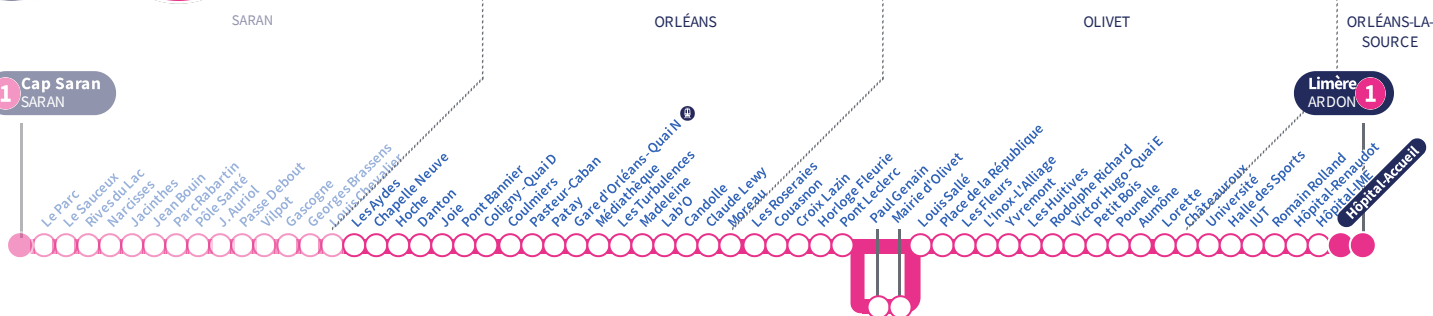 SARAN
ORLÉANS
OLIVET
ORLÉANS-LA-
SOURCE
1
Cap Saran
SARAN
Limère
ARDON
1
Le Parc
Le Sauceux
Rives du Lac
Narcisses
Jacinthes
Jean Bouin
Parc Rabartin
Pôle Santé
J. Auriol
Passe Debout
Vilpot
Gascogne
Georges Brassens
Louis Chevalier
Les Aydes
Chapelle Neuve
Hoche
Danton
Joie
Pont Bannier
Coligny - Quai D
Coulmiers
Pasteur-Caban
Patay
Gare d'Orléans - Quai N
Médiathèque
Les Turbulences
Madeleine
Lab'O
Candolle
Claude Lewy
Moreau
Les Roseraies
Couasnon
Croix Lazin
Horloge Fleurie
Pont Leclerc
Paul Genain
Mairie d'Olivet
Louis Sallé
Place de la République
Les Fleurs
L'Inox-L'Alliage
Yvremont
Les Huitives
Rodolphe Richard
Victor Hugo - Quai E
Petit Bois
Pounelle
Aumône
Lorette
Châteauroux
Université
Halle des Sports
IUT
Romain Rolland
Hôpital-Renaudot
Hôpital-IME
Hôpital-Accueil